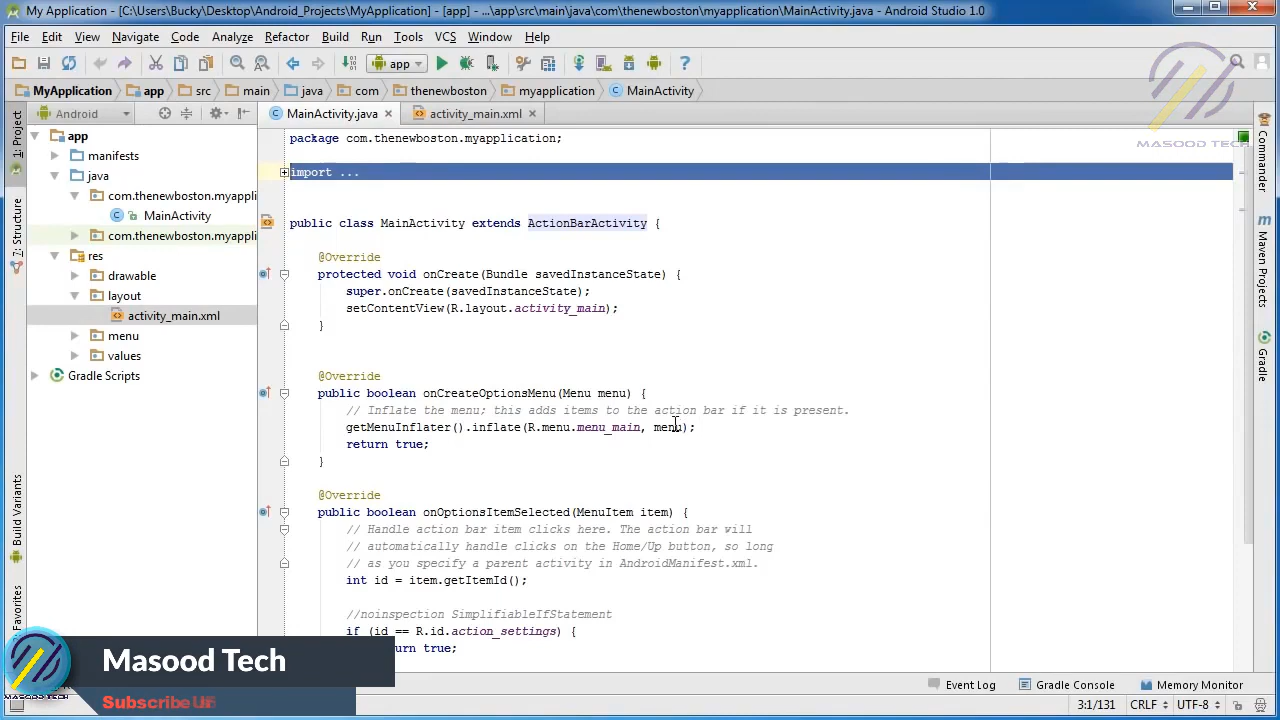 My Application - [C:\Users\Bucky\Desktop\Android_Projects\MyApplication] - [app] - ...\app\src\main\java\com\thenewboston\myapplication\MainActivity.java - Android Studio 1.0
File Edit View Navigate Code Analyze Refactor Build Run Tools VCS Window Help
app
MyApplication app src main java com thenewboston myapplication MainActivity
Android
MainActivity.java
activity_main.xml
1: Project
7: Structure
Build Variants
Favorites
app
manifests
java
com.thenewboston.myappli
MainActivity
com.thenewboston.myappli
res
drawable
layout
activity_main.xml
menu
values
Gradle Scripts
package com.thenewboston.myapplication;
import ...
public class MainActivity extends ActionBarActivity {
@Override
protected void onCreate(Bundle savedInstanceState) {
super.onCreate(savedInstanceState);
setContentView(R.layout.activity_main);
}
@Override
public boolean onCreateOptionsMenu(Menu menu) {
// Inflate the menu; this adds items to the action bar if it is present.
getMenuInflater().inflate(R.menu.menu_main, menu);
return true;
}
@Override
public boolean onOptionsItemSelected(MenuItem item) {
// Handle action bar item clicks here. The action bar will
// automatically handle clicks on the Home/Up button, so long
// as you specify a parent activity in AndroidManifest.xml.
int id = item.getItemId();
//noinspection SimplifiableIfStatement
if (id == R.id.action_settings) {
return true;
MASOOD TECH
Commander
Maven Projects
Gradle
Masood Tech
Subscribe
MASOOD TECH
Event Log
Gradle Console
Memory Monitor
3:1/131 CRLF UTF-8